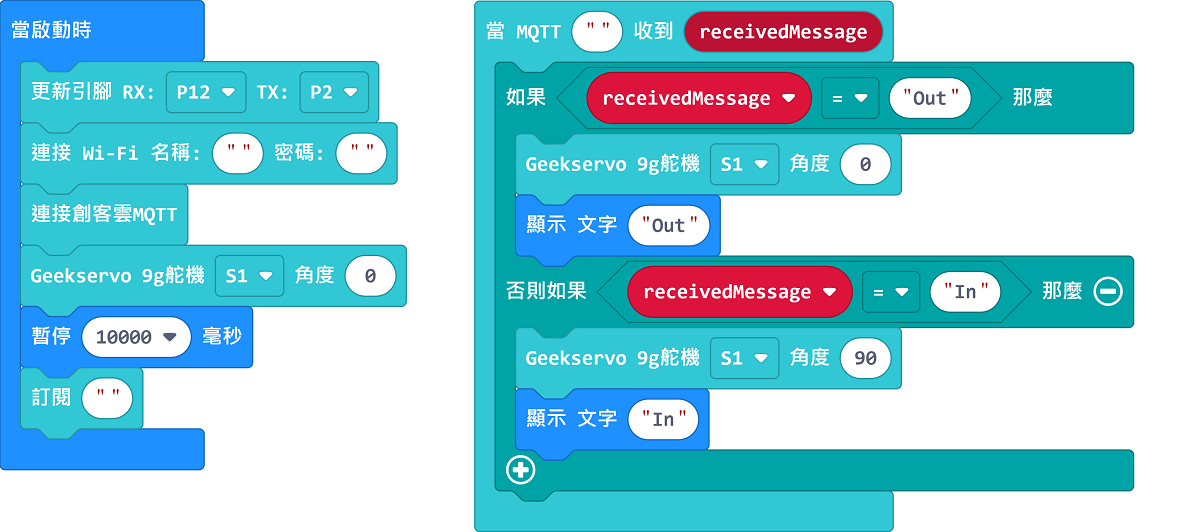 當啟動時
更新引腳 RX: P12 TX: P2
連接 Wi-Fi 名稱: "" 密碼: ""
連接創客雲MQTT
Geekservo 9g舵機 S1 角度 0
暫停 10000 毫秒
訂閱 ""
當 MQTT "" 收到 receivedMessage
如果 receivedMessage = "Out" 那麼
Geekservo 9g舵機 S1 角度 0
顯示 文字 "Out"
否則如果 receivedMessage = "In" 那麼
Geekservo 9g舵機 S1 角度 90
顯示 文字 "In"